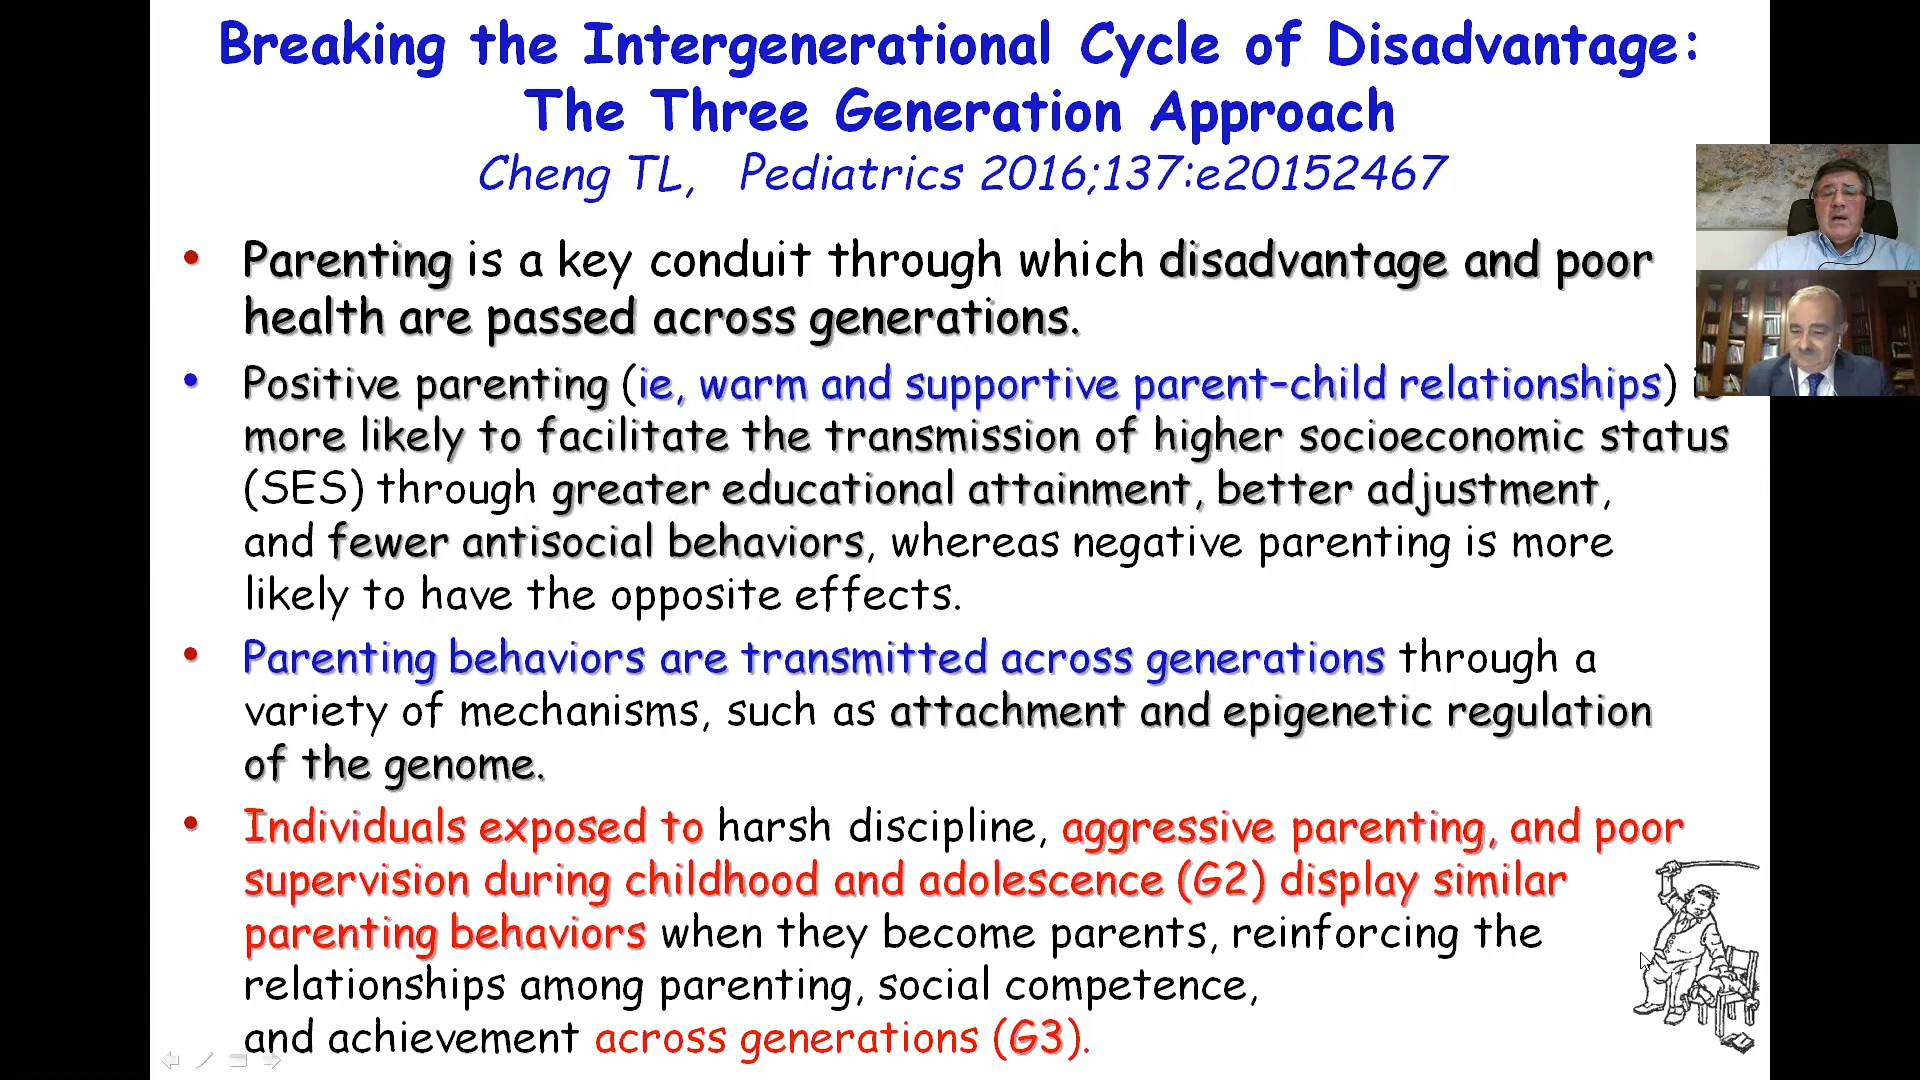 Breaking the Intergenerational Cycle of Disadvantage:
The Three Generation Approach
Cheng TL, Pediatrics 2016;137:e20152467
• Parenting is a key conduit through which disadvantage and poor
health are passed across generations.
• Positive parenting (ie, warm and supportive parent–child relationships)
more likely to facilitate the transmission of higher socioeconomic status
(SES) through greater educational attainment, better adjustment,
and fewer antisocial behaviors, whereas negative parenting is more
likely to have the opposite effects.
• Parenting behaviors are transmitted across generations through a
variety of mechanisms, such as attachment and epigenetic regulation
of the genome.
• Individuals exposed to harsh discipline, aggressive parenting, and poor
supervision during childhood and adolescence (G2) display similar
parenting behaviors when they become parents, reinforcing the
relationships among parenting, social competence,
and achievement across generations (G3).